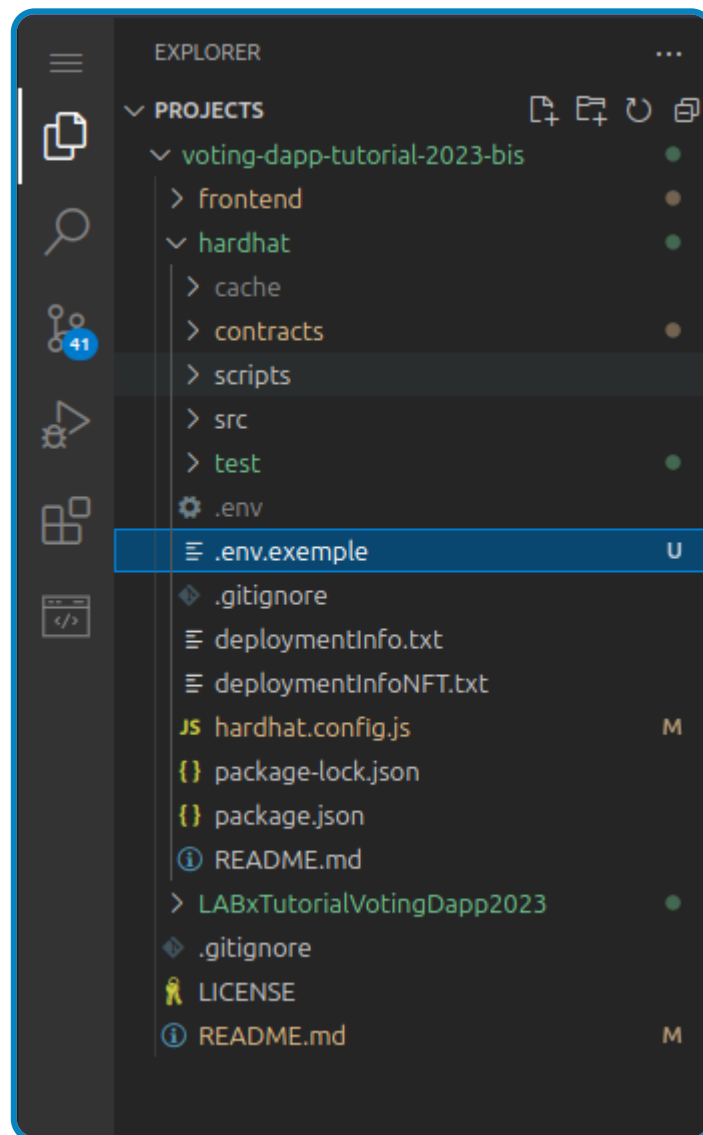 EXPLORER ...
PROJECTS
voting-dapp-tutorial-2023-bis
frontend
hardhat
cache
contracts
41
scripts
src
test
.env
.env.exemple U
.gitignore
</>
deploymentInfo.txt
deploymentInfoNFT.txt
JS hardhat.config.js M
{} package-lock.json
{} package.json
README.md
LABxTutorialVotingDapp2023
.gitignore
LICENSE
README.md M